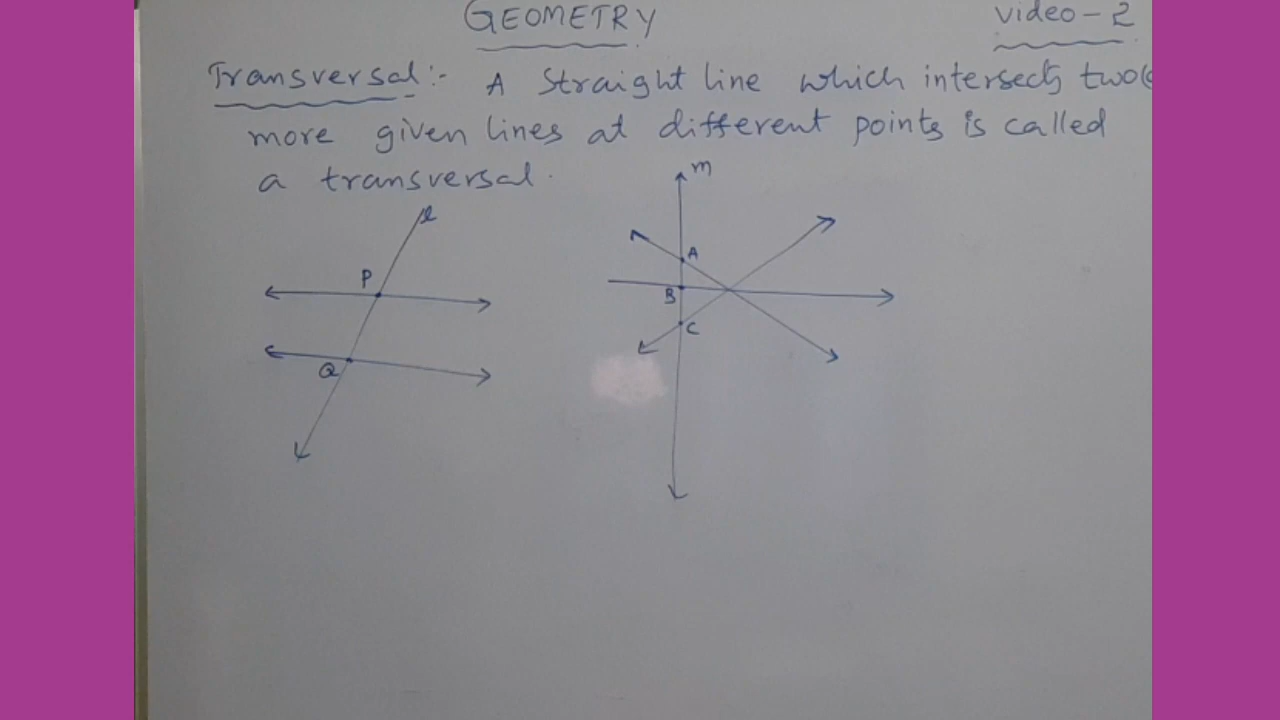 GEOMETRY
Video-2
Transversal:- A straight line which intersects two(
more given lines at different points is called
a transversal.
m
l
A
P
B
C
Q